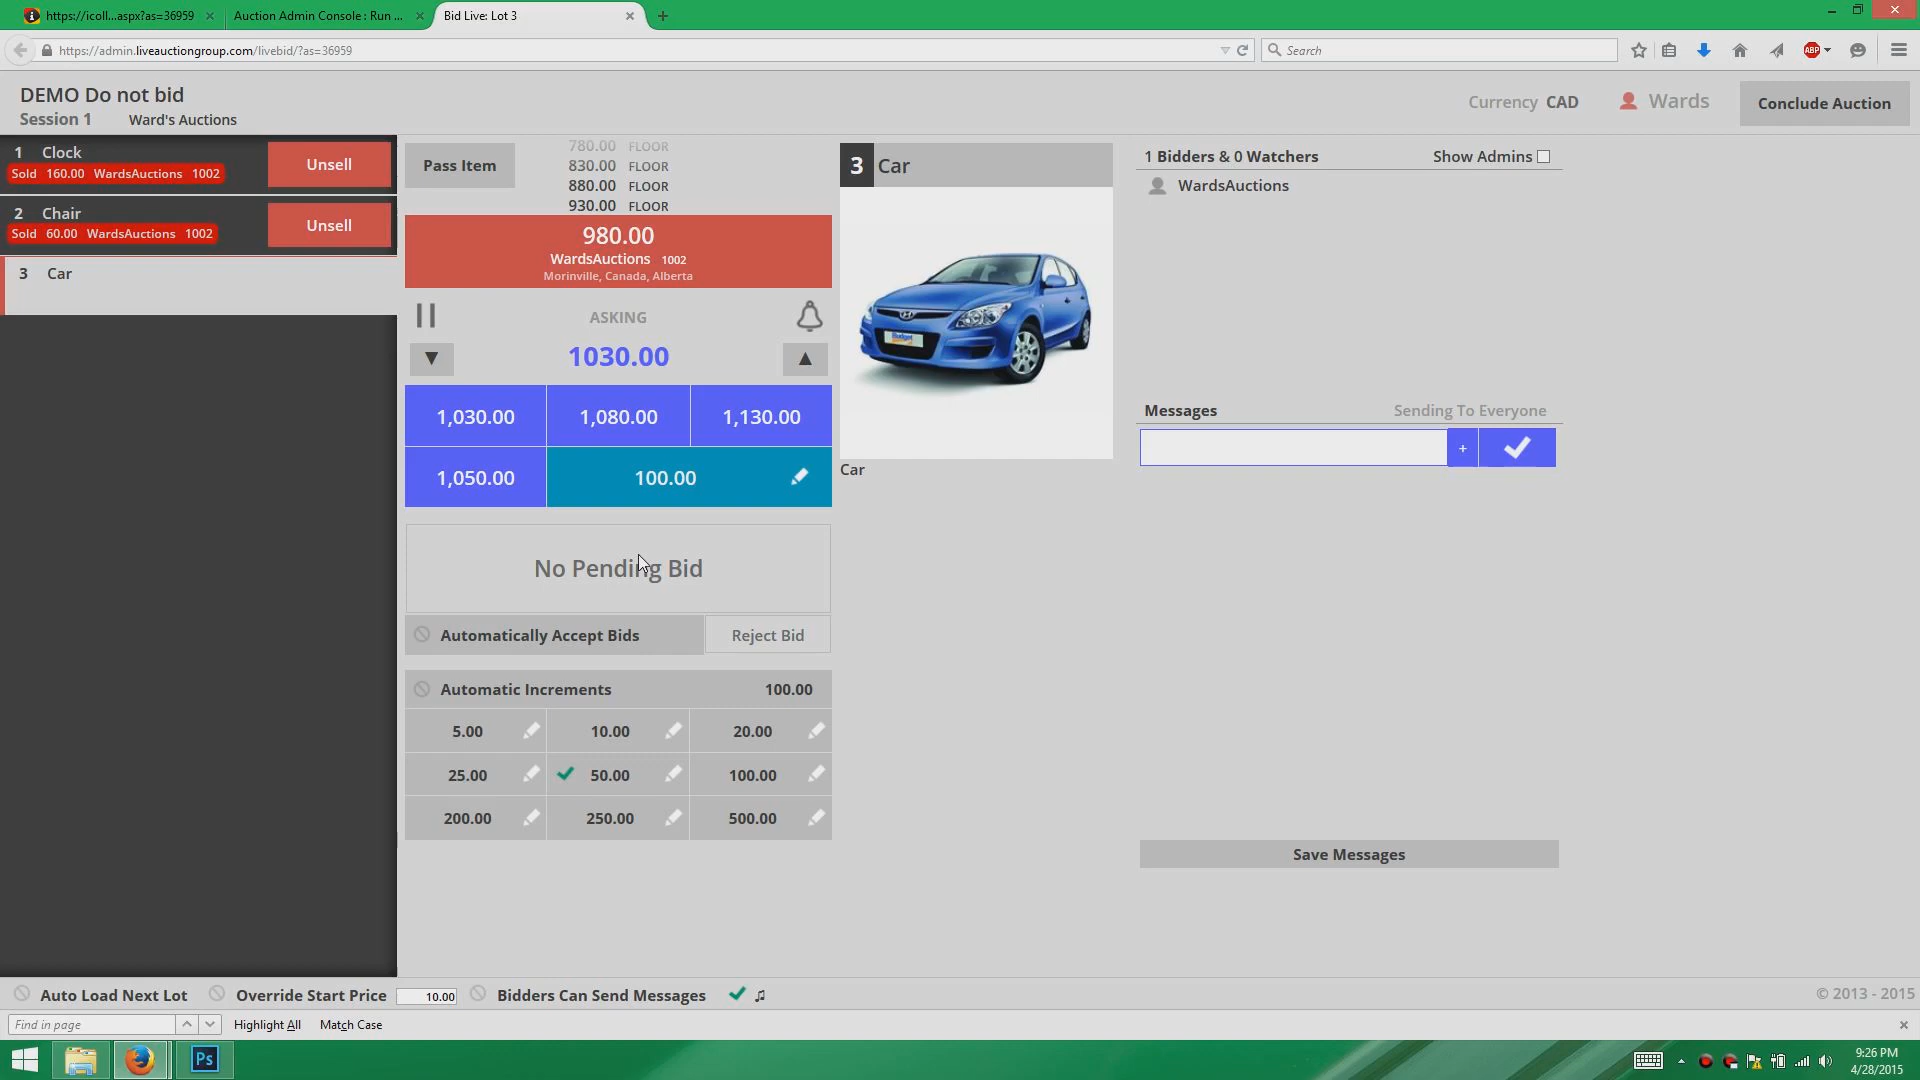 https://icoll...aspx?as=36959
Auction Admin Console: Run ...
Bid Live: Lot 3
https://admin.liveauctiongroup.com/livebid/?as=36959
Search
ABP
DEMO Do not bid
Session 1 Ward's Auctions
Currency CAD
Wards
Conclude Auction
1 Clock
Sold 160.00 WardsAuctions 1002
Unsell
2 Chair
Sold 60.00 WardsAuctions 1002
Unsell
3 Car
Pass Item
780.00 FLOOR
830.00 FLOOR
880.00 FLOOR
930.00 FLOOR
980.00
WardsAuctions 1002
Morinville, Canada, Alberta
ASKING
1030.00
1,030.00 1,080.00 1,130.00
1,050.00 100.00
No Pending Bid
Automatically Accept Bids Reject Bid
Automatic Increments 100.00
5.00 10.00 20.00
25.00 50.00 100.00
200.00 250.00 500.00
3 Car
Budget
Car
1 Bidders & 0 Watchers Show Admins
WardsAuctions
Messages Sending To Everyone
+
Save Messages
Auto Load Next Lot Override Start Price 10.00 Bidders Can Send Messages
© 2013 - 2015
Find in page Highlight All Match Case
Ps
9:26 PM
4/28/2015